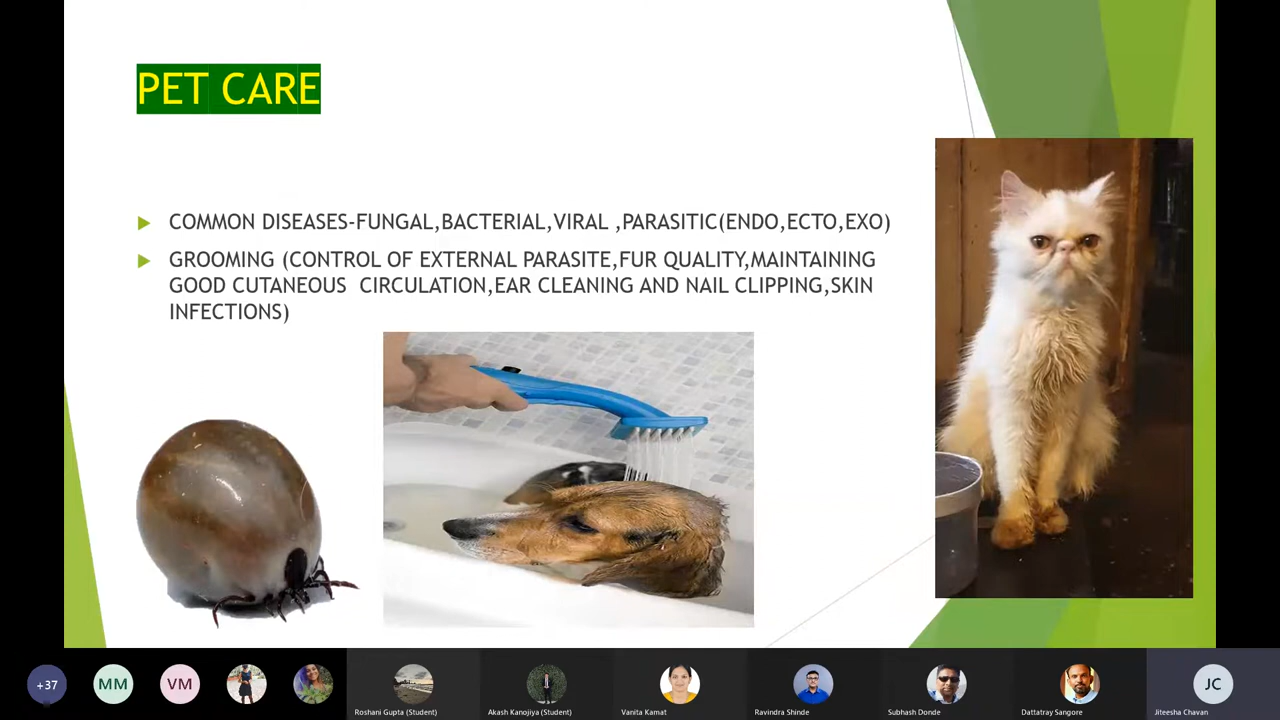 PET CARE
COMMON DISEASES-FUNGAL,BACTERIAL,VIRAL ,PARASITIC(ENDO,ECTO,EXO)
GROOMING (CONTROL OF EXTERNAL PARASITE,FUR QUALITY,MAINTAINING
GOOD CUTANEOUS CIRCULATION,EAR CLEANING AND NAIL CLIPPING,SKIN
INFECTIONS)
+37
MM
VM
JC
Roshani Gupta (Student)
Akash Kanojiya (Student)
Vanita Kamat
Ravindra Shinde
Subhash Donde
Dattatray Sangore
Jiteesha Chavan